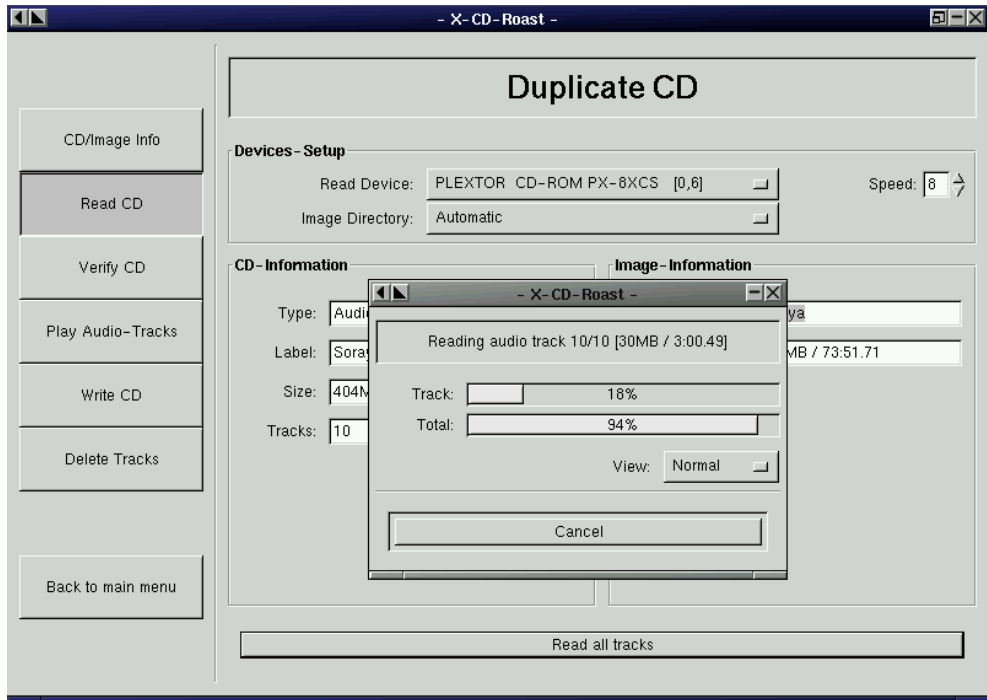 - X-CD-Roast -
Duplicate CD
CD/Image Info
Read CD
Verify CD
Play Audio-Tracks
Write CD
Delete Tracks
Back to main menu
Devices-Setup
Read Device: PLEXTOR CD-ROM PX-8XCS [0,6] Speed: 8
Image Directory: Automatic
CD-Information
Type:
Label:
Size:
Tracks: 10
Image-Information
/ 73:51.71
- X-CD-Roast -
Reading audio track 10/10 [30MB / 3:00.49]
Track: 18%
Total: 94%
View: Normal
Cancel
Read all tracks